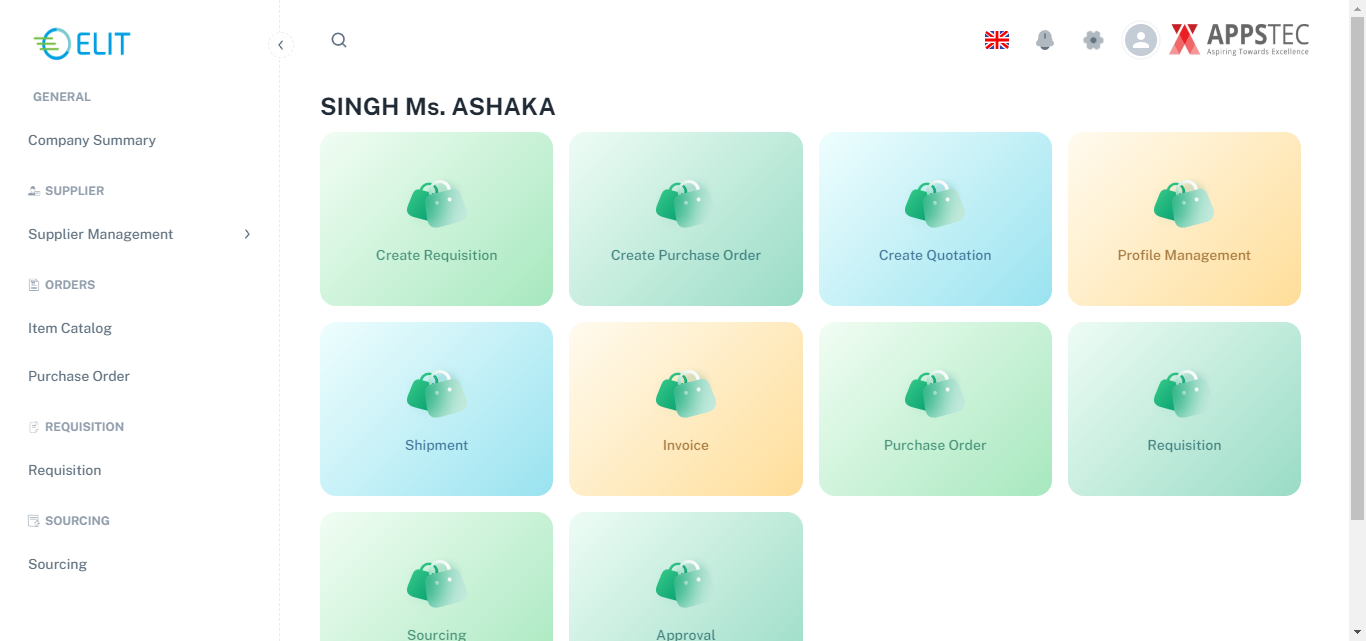 ELIT
GENERAL
Company Summary
SUPPLIER
Supplier Management
ORDERS
Item Catalog
Purchase Order
REQUISITION
Requisition
SOURCING
Sourcing
APPSTEC
Aspiring Towards Excellence
SINGH Ms. ASHAKA
Create Requisition
Create Purchase Order
Create Quotation
Profile Management
Shipment
Invoice
Purchase Order
Requisition
Sourcing
Approval